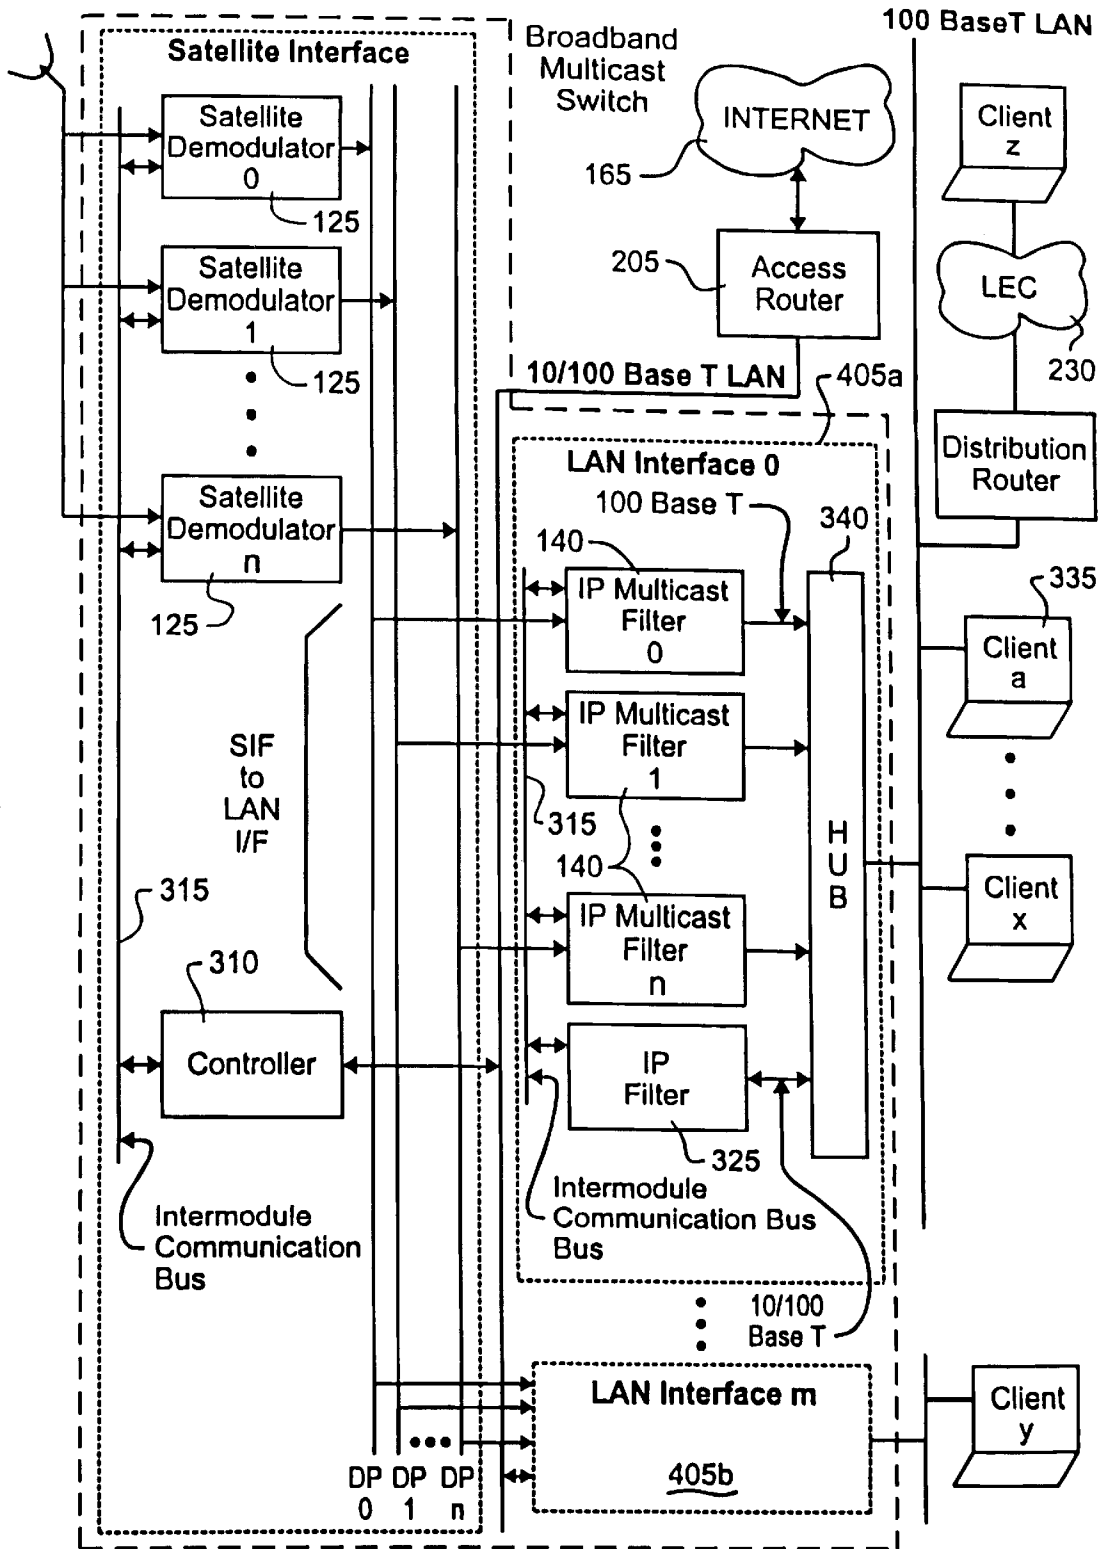 100 BaseT LAN
Satellite Interface
Broadband
Multicast
Switch
INTERNET
165
Client
z
Satellite
Demodulator
0
125
205
Access
Router
LEC
230
Satellite
Demodulator
1
125
10/100 Base T LAN
405a
Distribution
Router
LAN Interface 0
100 Base T
340
Satellite
Demodulator
n
125
140
IP Multicast
Filter
0
335
Client
a
IP Multicast
Filter
1
315
SIF
to
LAN
I/F
HUB
140
IP Multicast
Filter
n
Client
x
315
310
Controller
IP
Filter
325
Intermodule
Communication
Bus
Intermodule
Communication Bus
Bus
10/100
Base T
LAN Interface m
405b
Client
y
DP DP DP
0 1 n